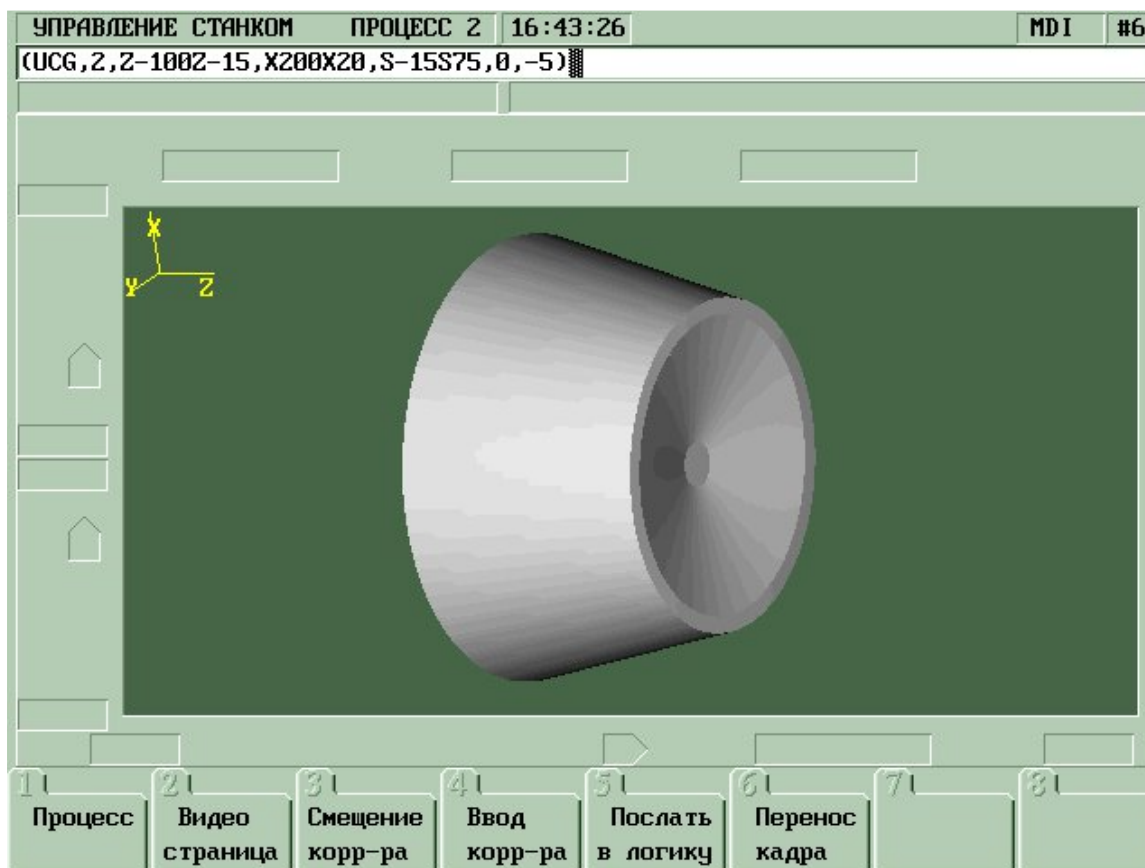 УПРАВЛЕНИЕ СТАНКОМ ПРОЦЕСС 2 16:43:26 MDI #6
(UCG,2,Z-100Z-15,X200X20,S-15S75,0,-5)
X
Y Z
1 2 3 4 5 6 7 8
Процесс Видео Смещение Ввод Послать Перенос
страница корр-ра корр-ра в логику кадра